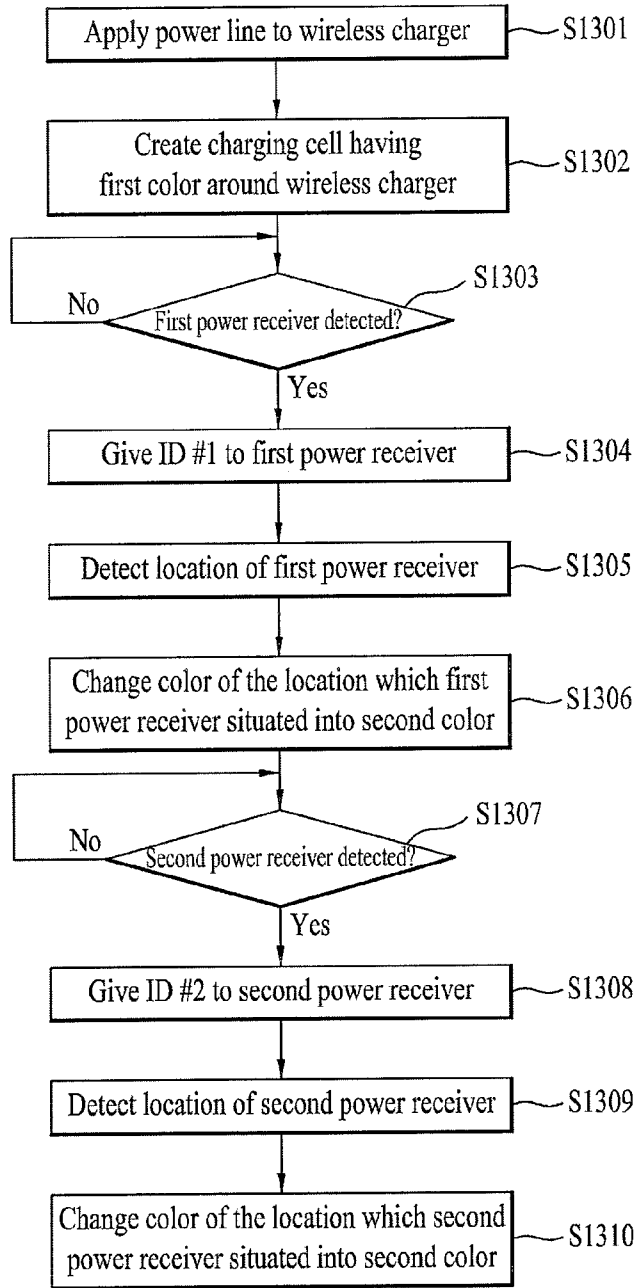 Apply power line to wireless charger
S1301
Create charging cell having
first color around wireless charger
S1302
S1303
No
First power receiver detected?
Yes
Give ID #1 to first power receiver
S1304
Detect location of first power receiver
S1305
Change color of the location which first
power receiver situated into second color
S1306
S1307
No
Second power receiver detected?
Yes
Give ID #2 to second power receiver
S1308
Detect location of second power receiver
S1309
Change color of the location which second
power receiver situated into second color
S1310